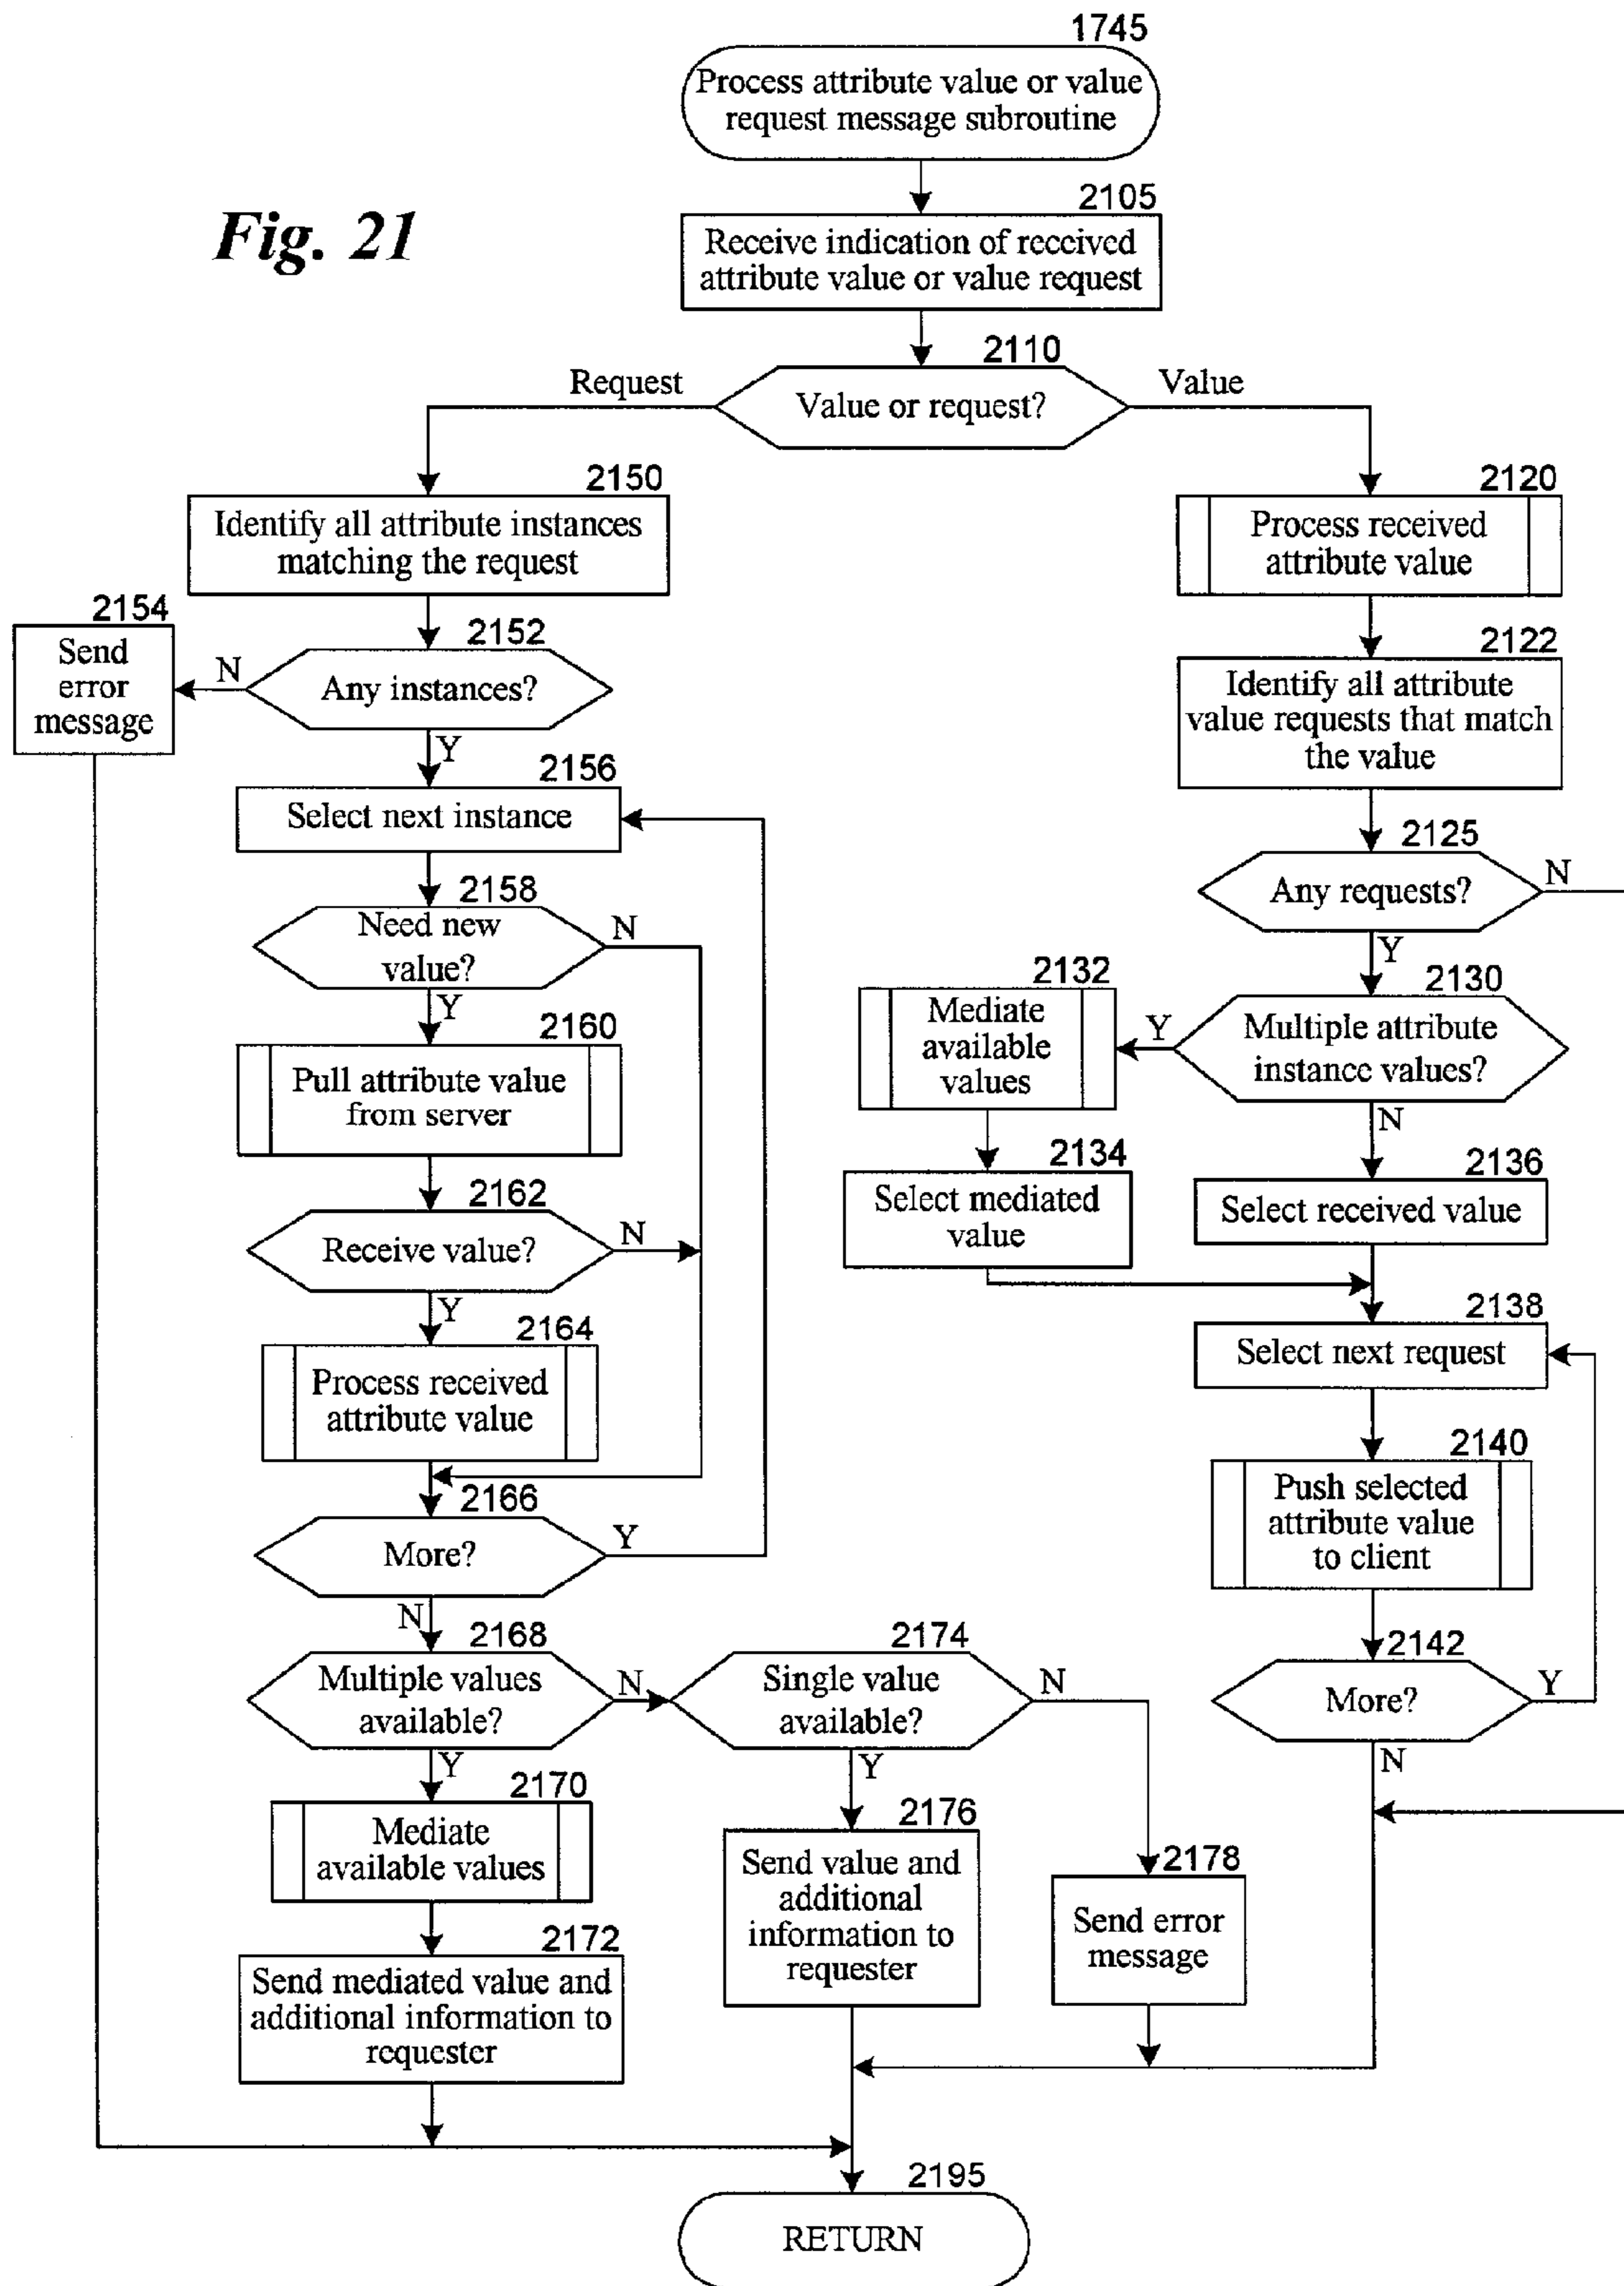 1745
Process attribute value or value
request message subroutine
Fig. 21
2105
Receive indication of received
attribute value or value request
2110
Request
Value or request?
Value
2150
Identify all attribute instances
matching the request
2154
Send
error
message
2152
N
Any instances?
Y
2156
Select next instance
2158
Need new
value?
N
Y
2160
Pull attribute value
from server
2162
Receive value?
N
Y
2164
Process received
attribute value
2166
More?
Y
N
2168
Multiple values
available?
N
Y
2170
Mediate
available values
2172
Send mediated value and
additional information to
requester
2174
Single value
available?
N
Y
2176
Send value and
additional
information to
requester
2178
Send error
message
2120
Process received
attribute value
2122
Identify all attribute
value requests that match
the value
2125
Any requests?
N
Y
2130
Multiple attribute
instance values?
Y
N
2132
Mediate
available
values
2134
Select mediated
value
2136
Select received value
2138
Select next request
2140
Push selected
attribute value
to client
2142
More?
Y
N
2195
RETURN